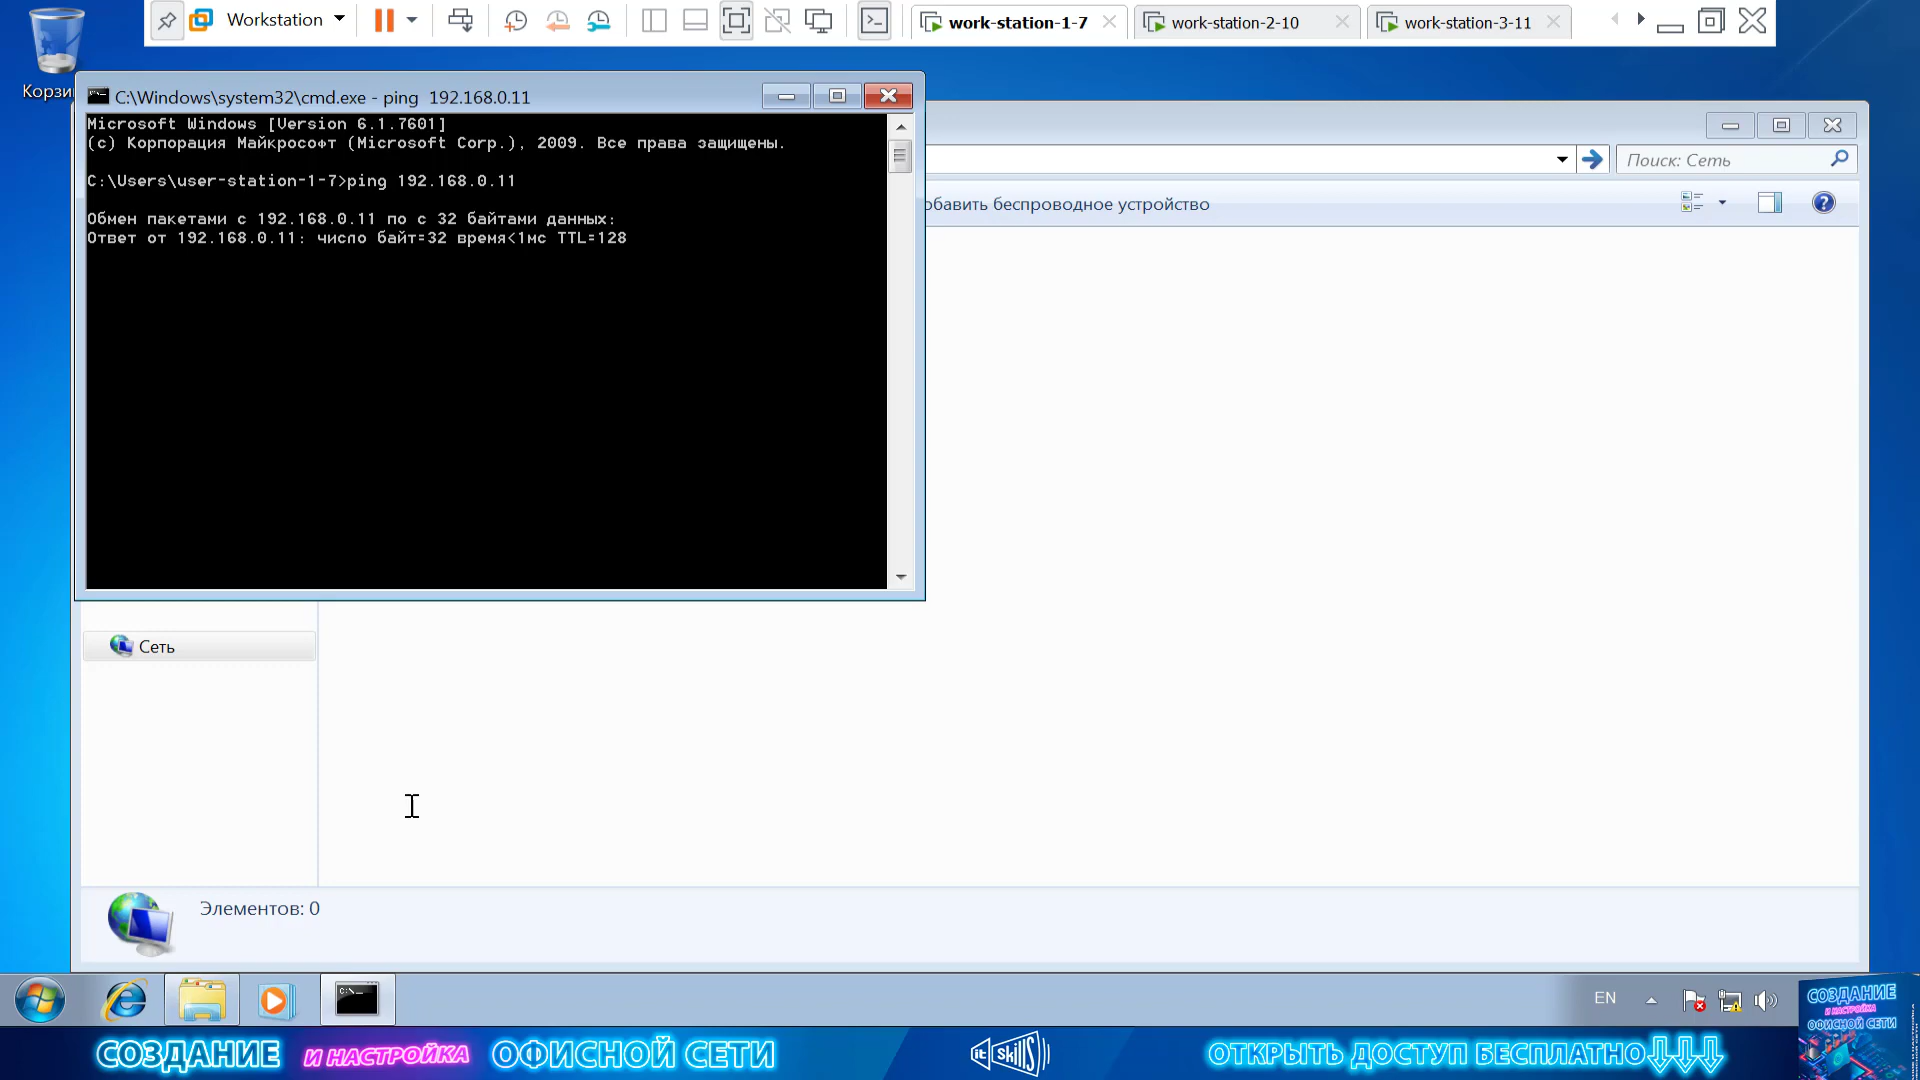 Workstation
work-station-1-7
work-station-2-10
work-station-3-11
Корзи
C:\Windows\system32\cmd.exe - ping  192.168.0.11
Microsoft Windows [Version 6.1.7601]
(c) Корпорация Майкрософт (Microsoft Corp.), 2009. Все права защищены.
C:\Users\user-station-1-7>ping 192.168.0.11
Обмен пакетами с 192.168.0.11 по с 32 байтами данных:
Ответ от 192.168.0.11: число байт=32 время<1мс TTL=128
Поиск: Сеть
обавить беспроводное устройство
Сеть
Элементов: 0
C:\_
EN
СОЗДАНИЕ И НАСТРОЙКА ОФИСНОЙ СЕТИ
it skills
ОТКРЫТЬ ДОСТУП БЕСПЛАТНО
СОЗДАНИЕ
И НАСТРОЙКА
ОФИСНОЙ СЕТИ